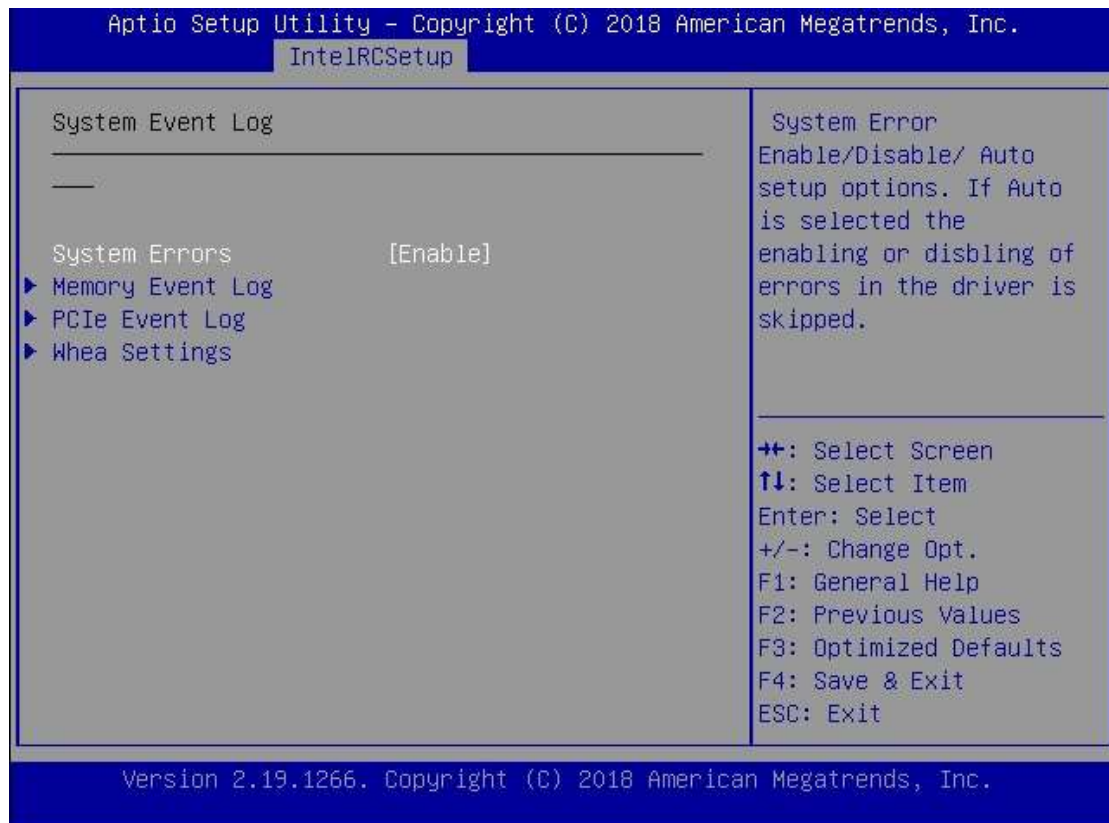 Aptio Setup Utility – Copyright (C) 2018 American Megatrends, Inc.
IntelRCSetup
System Event Log
System Errors [Enable]
Memory Event Log
PCIe Event Log
Whea Settings
System Error
Enable/Disable/ Auto
setup options. If Auto
is selected the
enabling or disbling of
errors in the driver is
skipped.
→←: Select Screen
↑↓: Select Item
Enter: Select
+/-: Change Opt.
F1: General Help
F2: Previous Values
F3: Optimized Defaults
F4: Save & Exit
ESC: Exit
Version 2.19.1266. Copyright (C) 2018 American Megatrends, Inc.